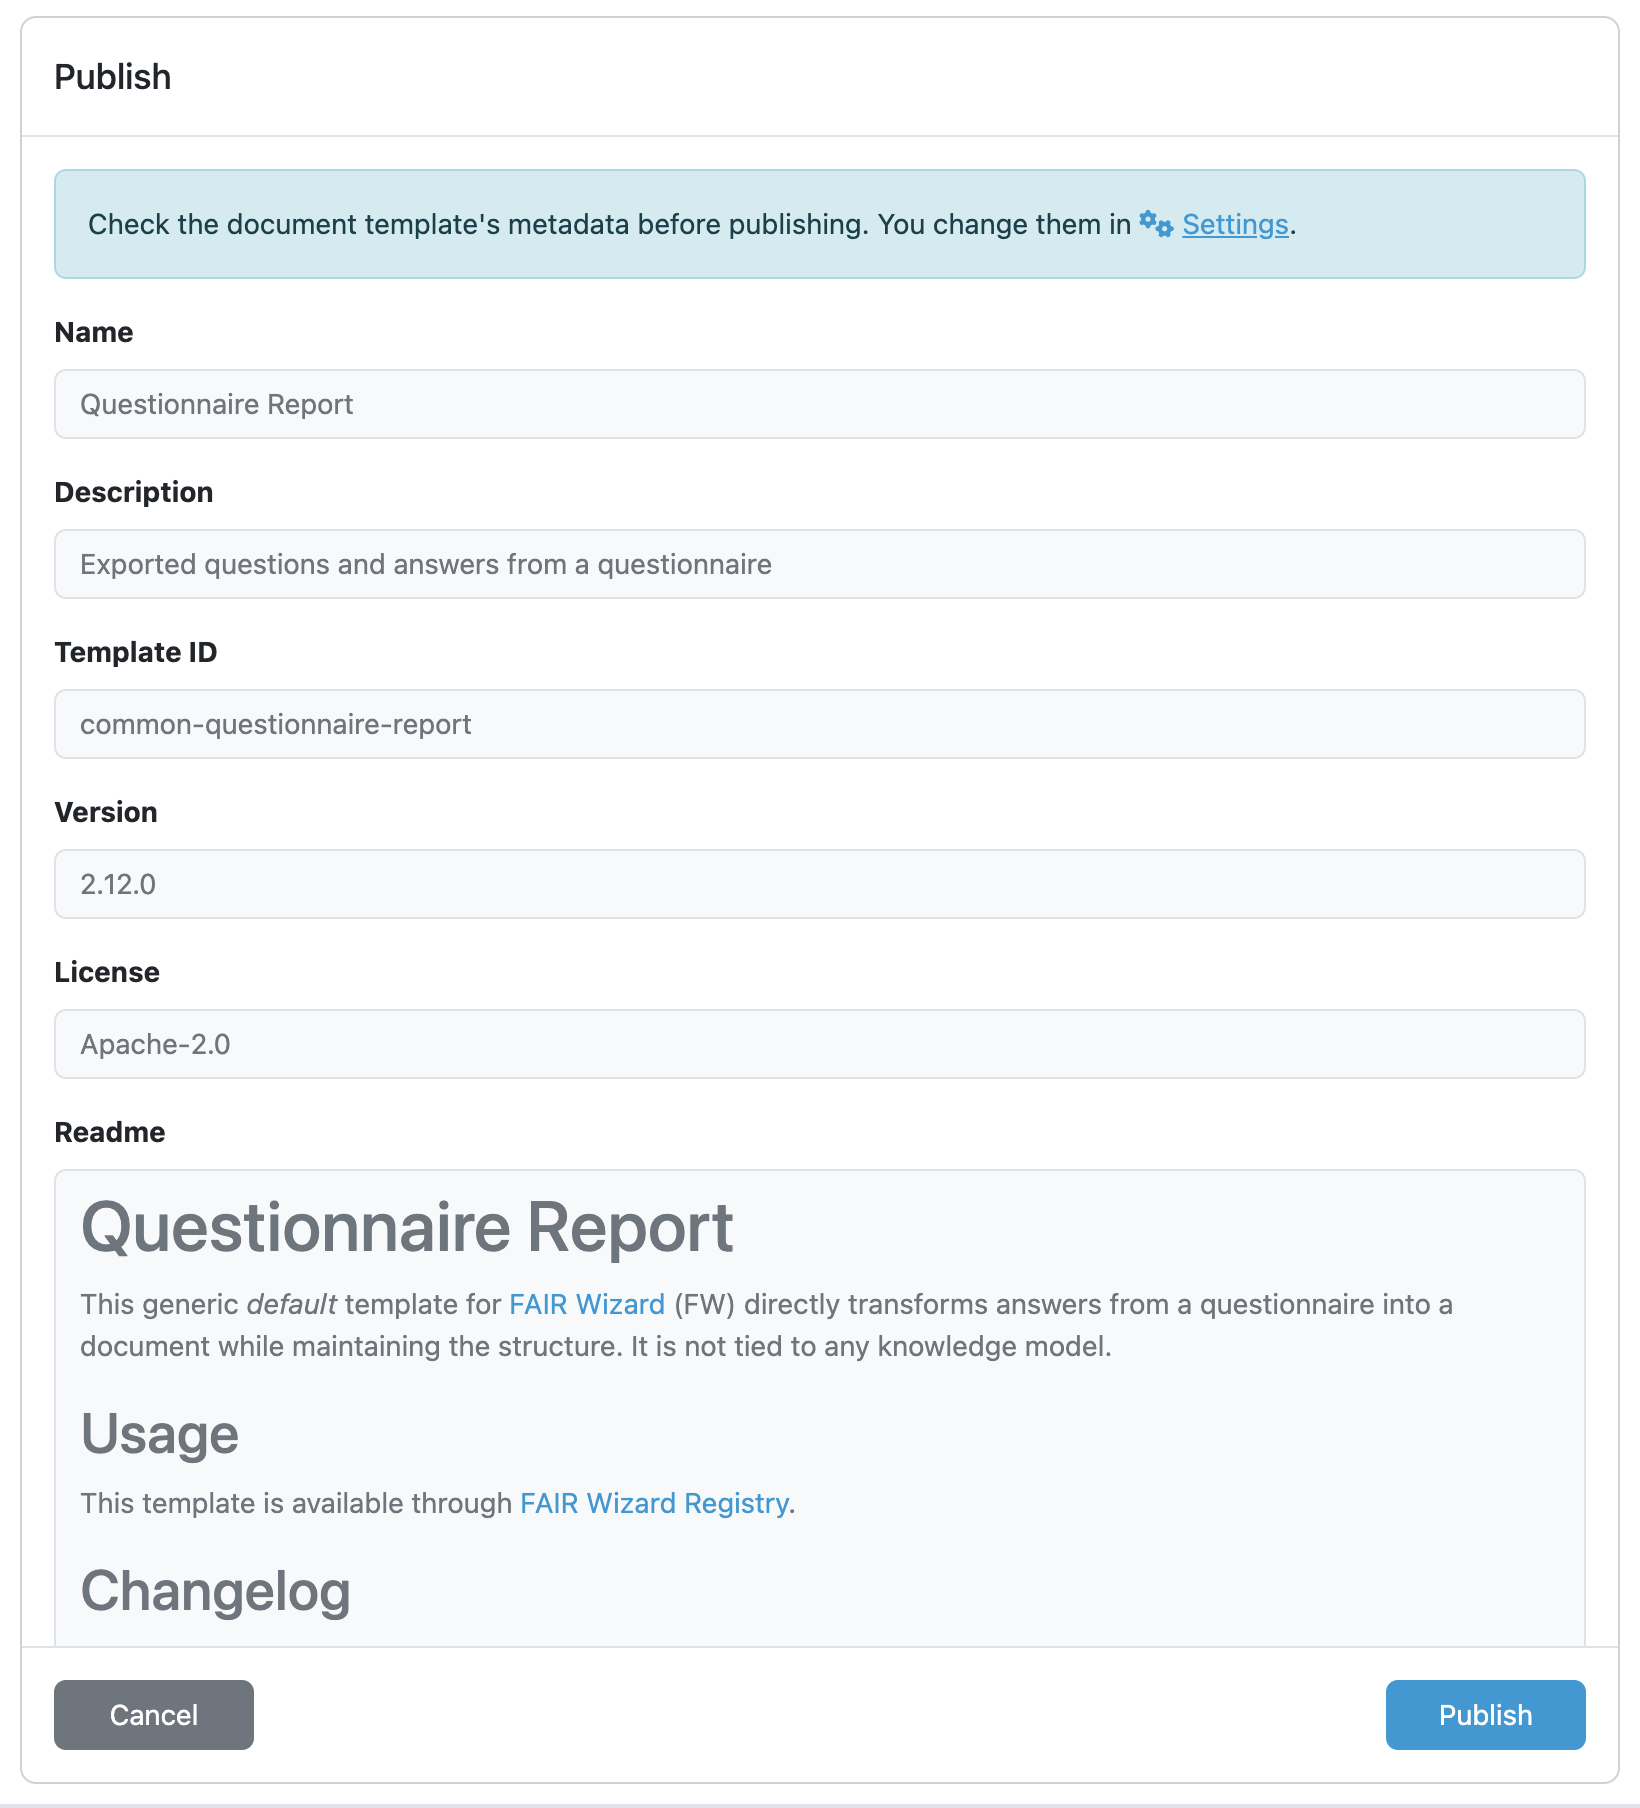 Publish
Check the document template's metadata before publishing. You change them in Settings.
Name
Questionnaire Report
Description
Exported questions and answers from a questionnaire
Template ID
common-questionnaire-report
Version
2.12.0
License
Apache-2.0
Readme
Questionnaire Report
This generic default template for FAIR Wizard (FW) directly transforms answers from a questionnaire into a
document while maintaining the structure. It is not tied to any knowledge model.
Usage
This template is available through FAIR Wizard Registry.
Changelog
Cancel
Publish